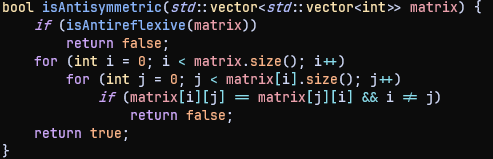 bool isAntisymmetric(std::vector<std::vector<int>> matrix) {
    if (isAntireflexive(matrix))
        return false;
    for (int i = 0; i < matrix.size(); i++)
        for (int j = 0; j < matrix[i].size(); j++)
            if (matrix[i][j] == matrix[j][i] && i ≠ j)
                return false;
    return true;
}